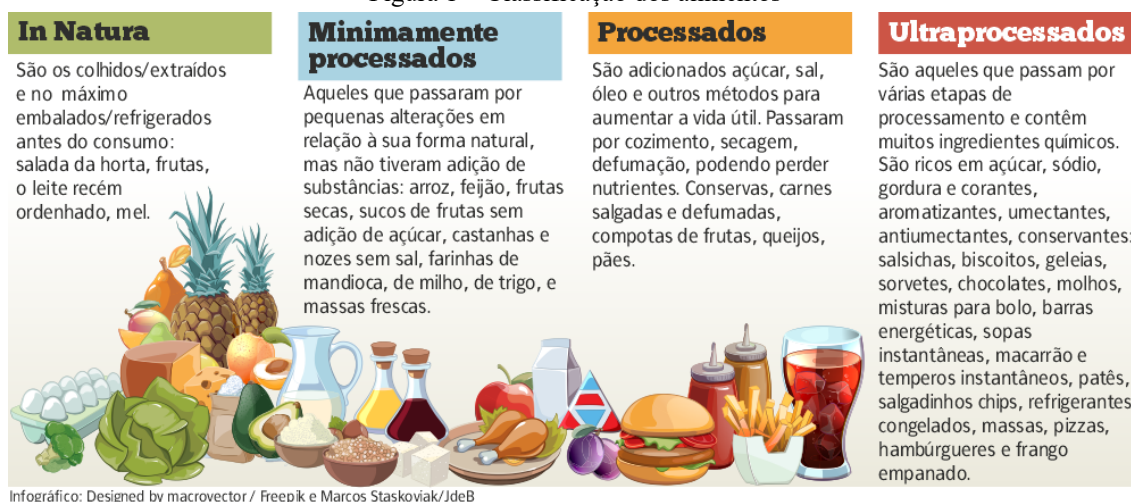 In Natura
São os colhidos/extraídos
e no máximo
embalados/refrigerados
antes do consumo:
salada da horta, frutas,
o leite recém
ordenhado, mel.
Minimamente
processados
Aqueles que passaram por
pequenas alterações em
relação à sua forma natural,
mas não tiveram adição de
substâncias: arroz, feijão, frutas
secas, sucos de frutas sem
adição de açúcar, castanhas e
nozes sem sal, farinhas de
mandioca, de milho, de trigo, e
massas frescas.
Processados
São adicionados açúcar, sal,
óleo e outros métodos para
aumentar a vida útil. Passaram
por cozimento, secagem,
defumação, podendo perder
nutrientes. Conservas, carnes
salgadas e defumadas,
compotas de frutas, queijos,
pães.
Ultraprocessados
São aqueles que passam por
várias etapas de
processamento e contêm
muitos ingredientes químicos.
São ricos em açúcar, sódio,
gordura e corantes,
aromatizantes, umectantes,
antiumectantes, conservantes:
salsichas, biscoitos, geleias,
sorvetes, chocolates, molhos,
misturas para bolo, barras
energéticas, sopas
instantâneas, macarrão e
temperos instantâneos, patês,
salgadinhos chips, refrigerantes
congelados, massas, pizzas,
hambúrgueres e frango
empanado.
Infográfico: Designed by macrovector / Freepik e Marcos Staskoviak/JdeB